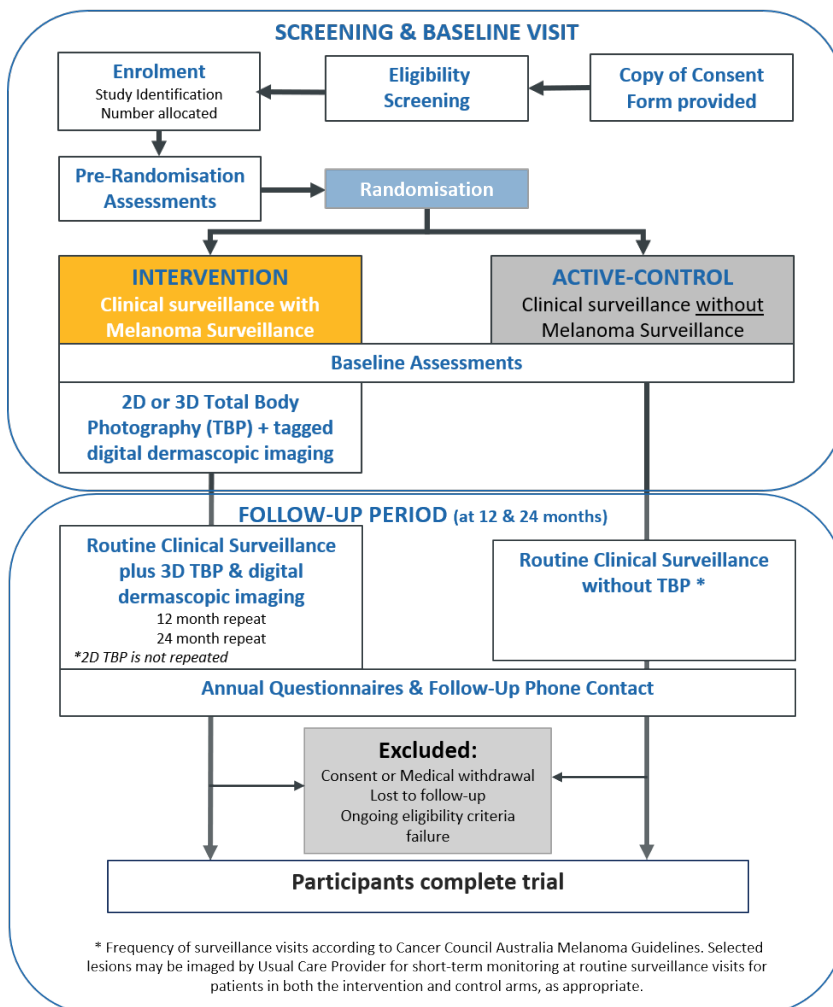 SCREENING & BASELINE VISIT
Copy of Consent
Form provided
Eligibility
Screening
Enrolment
Study Identification
Number allocated
Pre-Randomisation
Assessments
Randomisation
INTERVENTION
Clinical surveillance with
Melanoma Surveillance
ACTIVE-CONTROL
Clinical surveillance without
Melanoma Surveillance
Baseline Assessments
2D or 3D Total Body
Photography (TBP) + tagged
digital dermascopic imaging
FOLLOW-UP PERIOD (at 12 & 24 months)
Routine Clinical Surveillance
plus 3D TBP & digital
dermascopic imaging
12 month repeat
24 month repeat
*2D TBP is not repeated
Routine Clinical Surveillance
without TBP *
Annual Questionnaires & Follow-Up Phone Contact
Excluded:
Consent or Medical withdrawal
Lost to follow-up
Ongoing eligibility criteria
failure
Participants complete trial
* Frequency of surveillance visits according to Cancer Council Australia Melanoma Guidelines. Selected
lesions may be imaged by Usual Care Provider for short-term monitoring at routine surveillance visits for
patients in both the intervention and control arms, as appropriate.